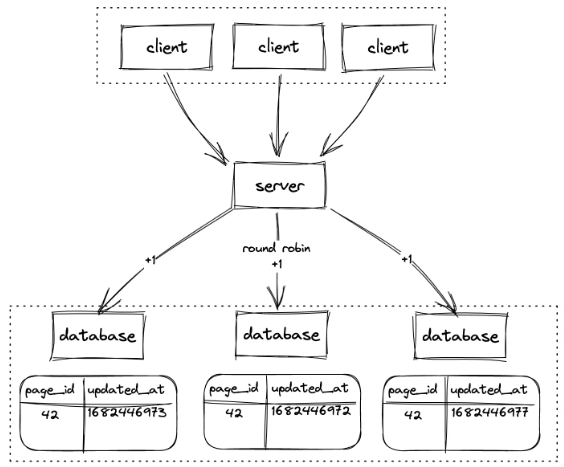 client
client
client
server
round robin
+1
+1
+1
database
database
database
page_id updated_at
42 1682446973
page_id updated_at
42 1682446972
page_id updated_at
42 1682446977